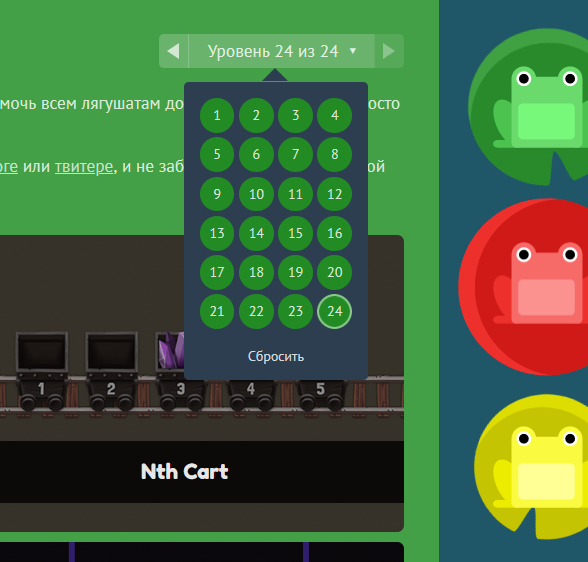 Уровень 24 из 24
мочь всем лягушатам до
осто
оге или твитере, и не заб
ой
1 2 3 4
5 6 7 8
9 10 11 12
13 14 15 16
17 18 19 20
21 22 23 24
Сбросить
1 2 3 4 5
Nth Cart